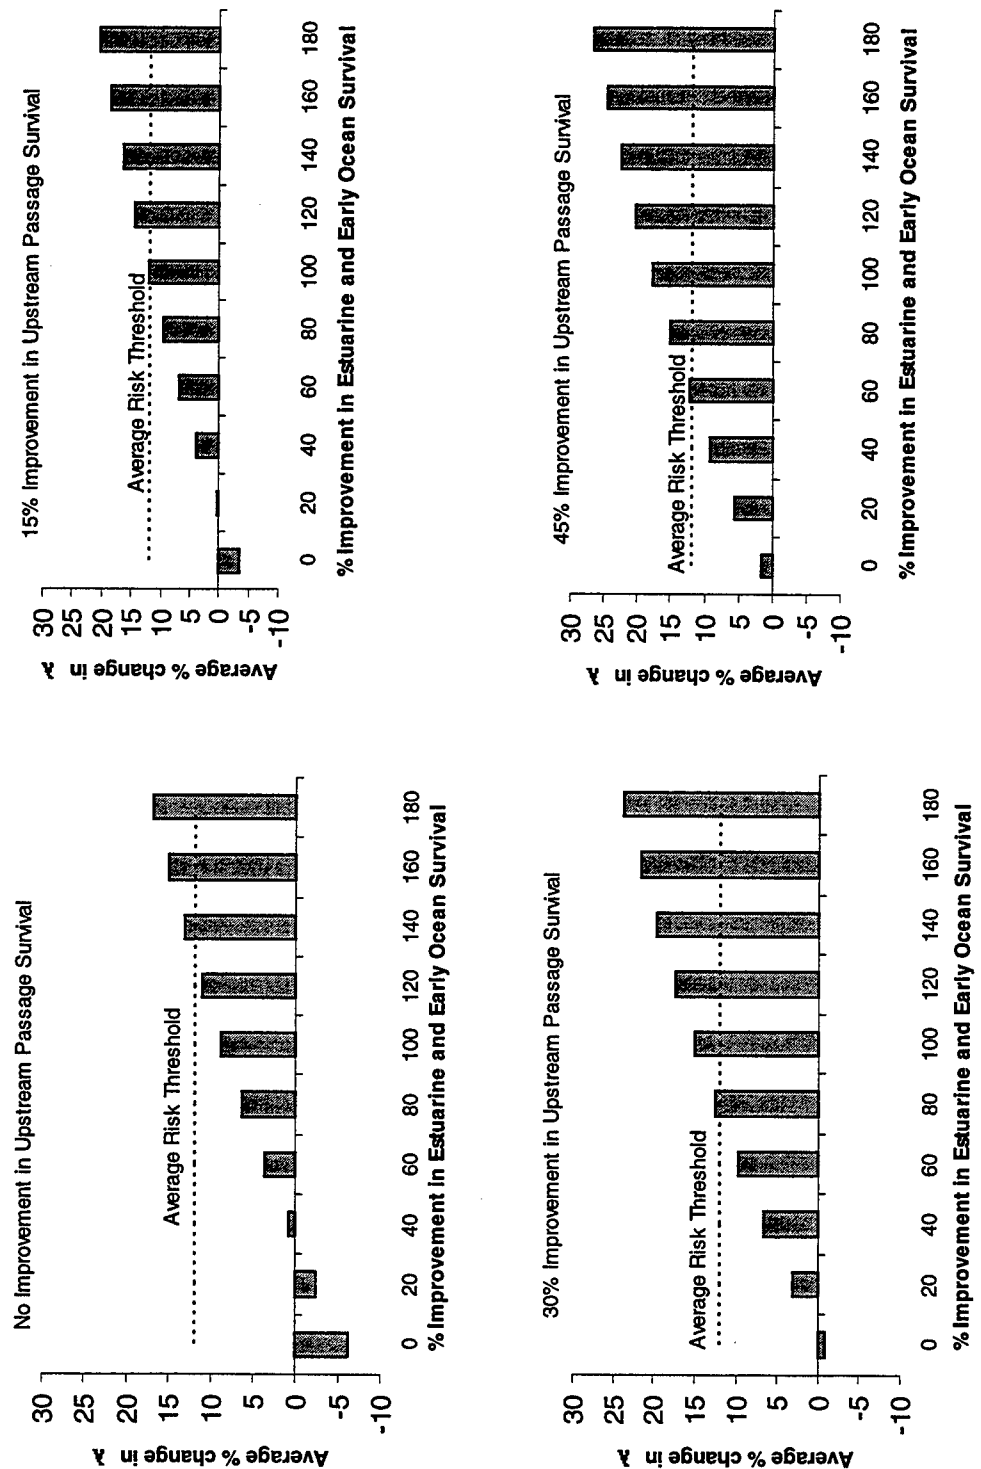 No Improvement in Upstream Passage Survival
30
25
20
15
10
5
0
-5
-10
Average % change in λ
Average Risk Threshold
0 20 40 60 80 100 120 140 160 180
% Improvement in Estuarine and Early Ocean Survival
15% Improvement in Upstream Passage Survival
30
25
20
15
10
5
0
-5
-10
Average % change in λ
Average Risk Threshold
0 20 40 60 80 100 120 140 160 180
% Improvement in Estuarine and Early Ocean Survival
30% Improvement in Upstream Passage Survival
30
25
20
15
10
5
0
-5
-10
Average % change in λ
Average Risk Threshold
0 20 40 60 80 100 120 140 160 180
% Improvement in Estuarine and Early Ocean Survival
45% Improvement in Upstream Passage Survival
30
25
20
15
10
5
0
-5
-10
Average % change in λ
Average Risk Threshold
0 20 40 60 80 100 120 140 160 180
% Improvement in Estuarine and Early Ocean Survival